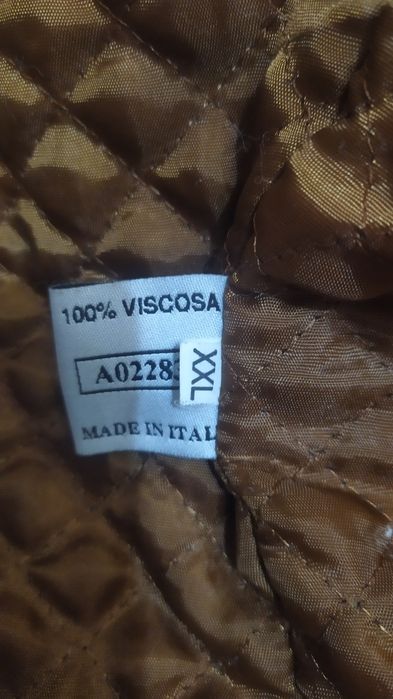 100% VISCOSA
A0228
XXL
MADE IN ITAL